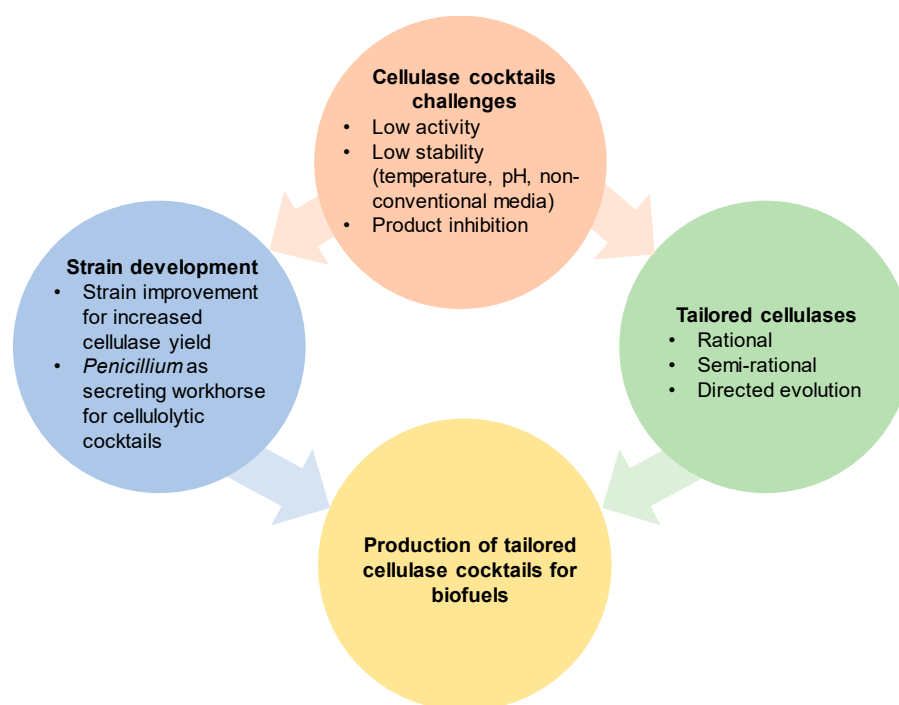 Cellulase cocktails
challenges
• Low activity
• Low stability
(temperature, pH, non-
conventional media)
• Product inhibition
Strain development
• Strain improvement
for increased
cellulase yield
• Penicillium as
secreting workhorse
for cellulolytic
cocktails
Tailored cellulases
• Rational
• Semi-rational
• Directed evolution
Production of tailored
cellulase cocktails for
biofuels